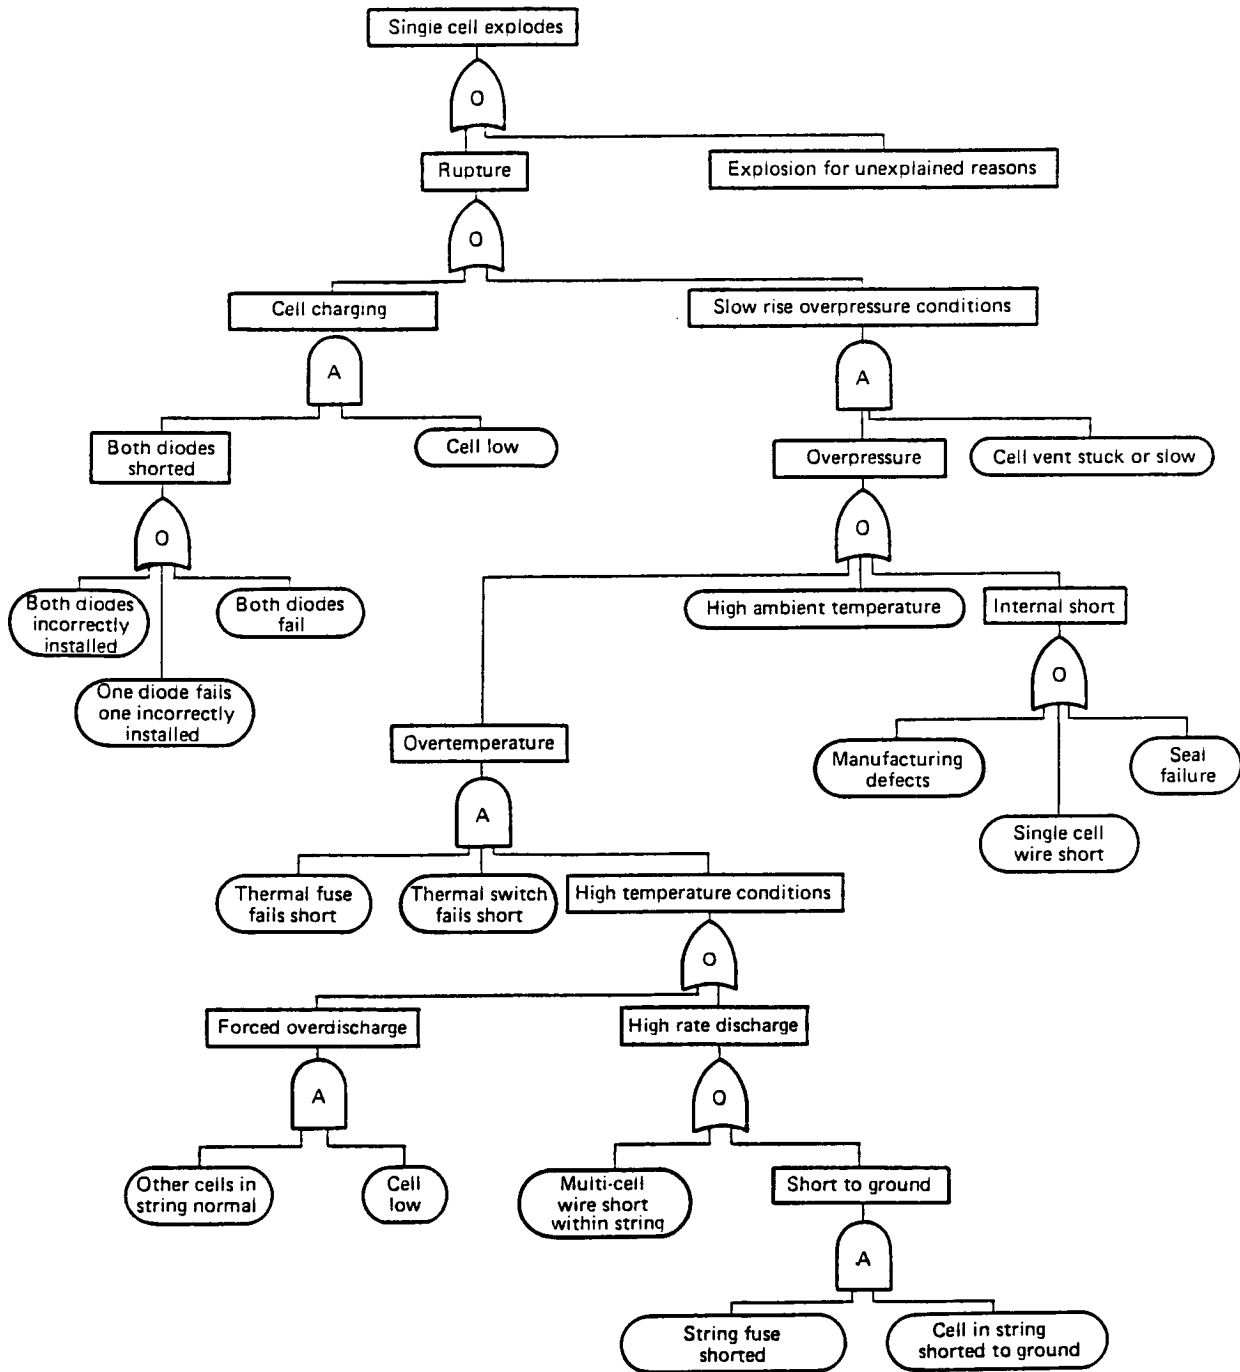 Single cell explodes
O
Rupture
Explosion for unexplained reasons
O
Cell charging
Slow rise overpressure conditions
A
A
Both diodes
shorted
Cell low
Overpressure
Cell vent stuck or slow
O
O
Both diodes
incorrectly
installed
Both diodes
fail
High ambient temperature
Internal short
One diode fails
one incorrectly
installed
O
Overtemperature
Manufacturing
defects
Seal
failure
A
Single cell
wire short
Thermal fuse
fails short
Thermal switch
fails short
High temperature conditions
O
Forced overdischarge
High rate discharge
A
O
Other cells in
string normal
Cell
low
Multi-cell
wire short
within string
Short to ground
A
String fuse
shorted
Cell in string
shorted to ground